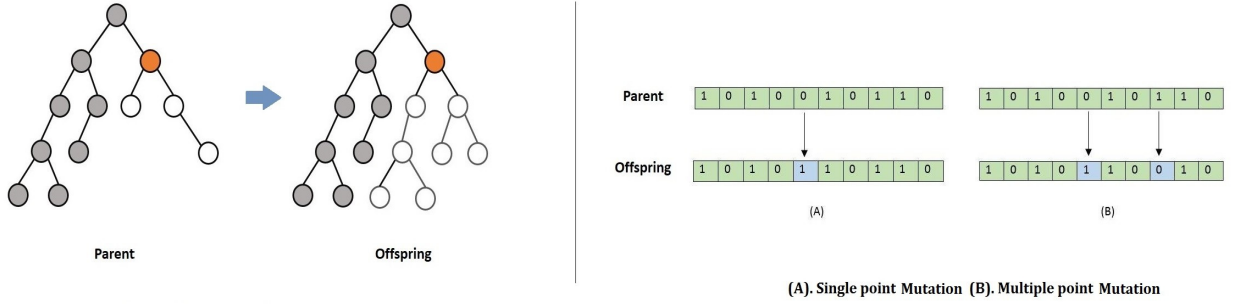 Parent
Offspring
Parent
1 0 1 0 0 1 0 1 1 0
1 0 1 0 0 1 0 1 1 0
Offspring
1 0 1 0 1 1 0 1 1 0
1 0 1 0 1 1 0 0 1 0
(A)
(B)
(A). Single point Mutation (B). Multiple point Mutation